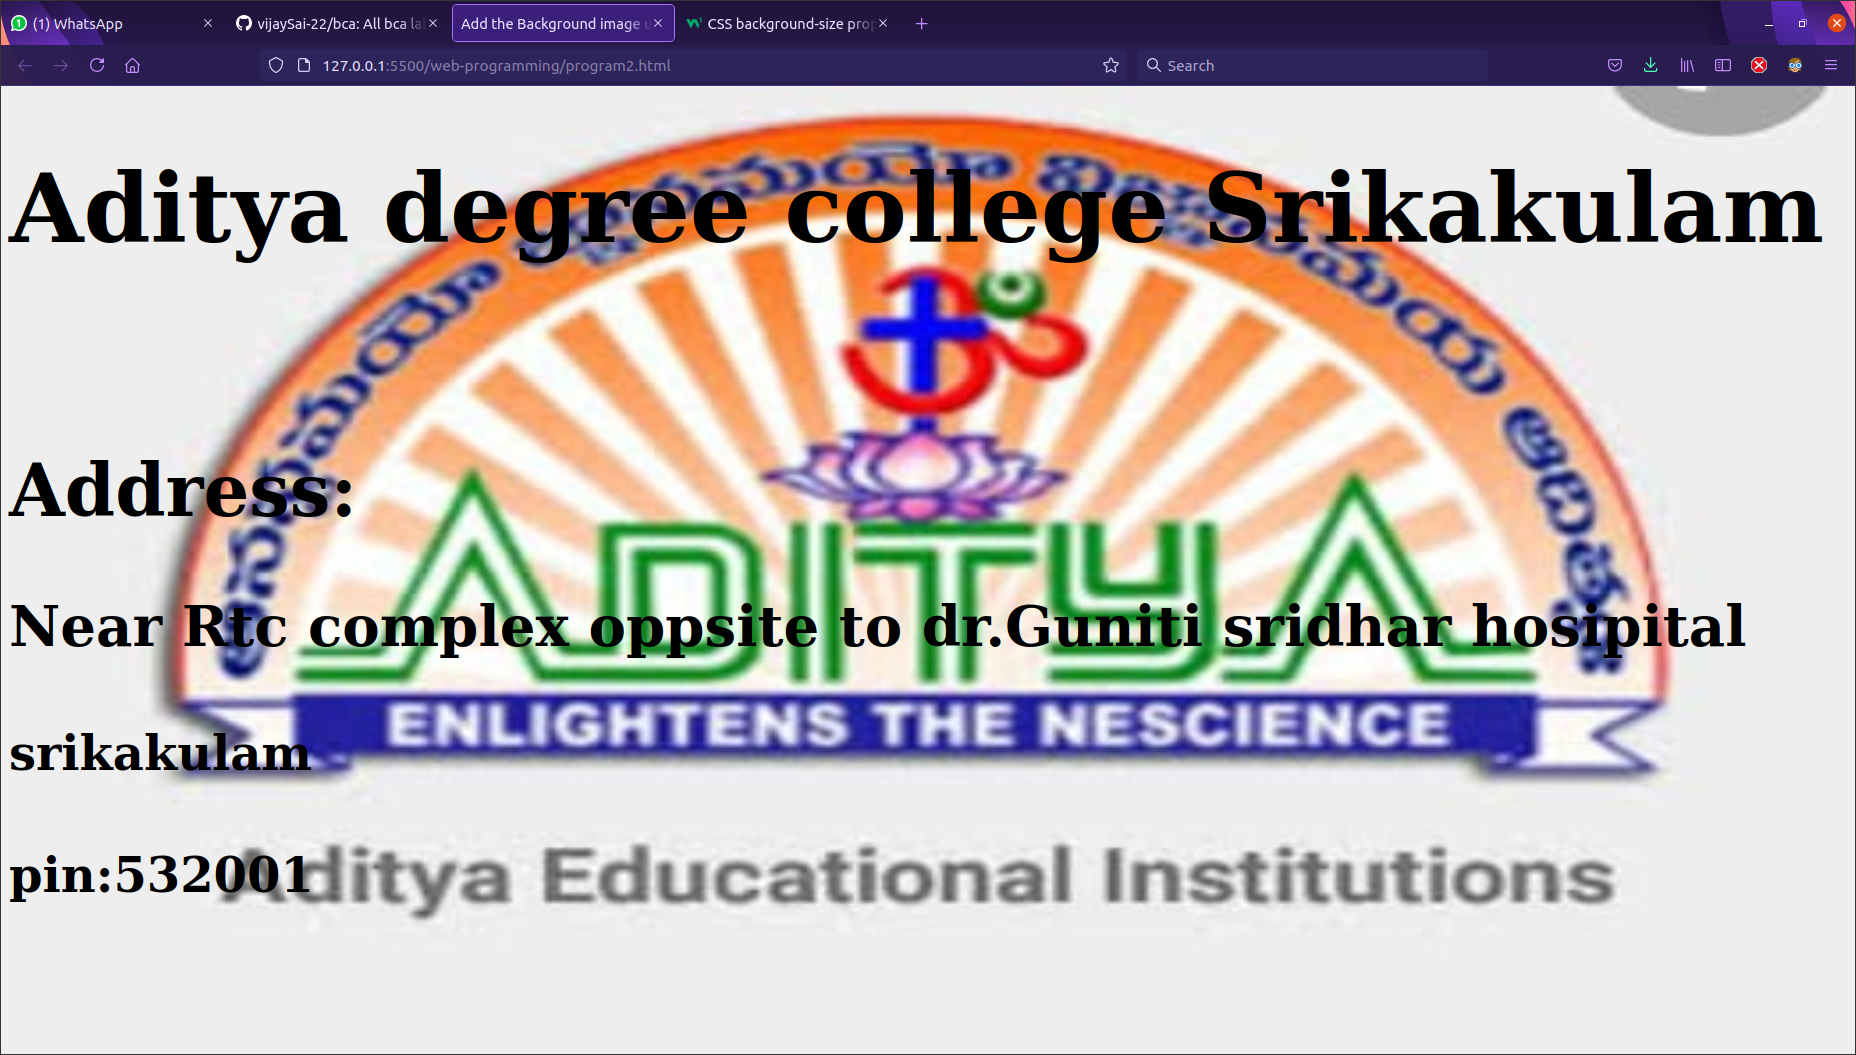 (1) WhatsApp
vijaySai-22/bca: All bca la
Add the Background image u
CSS background-size prop
127.0.0.1:5500/web-programming/program2.html
Search
Aditya degree college Srikakulam
Address:
ADITYA
Near Rtc complex oppsite to dr.Guniti sridhar hosipital
ENLIGHTENS THE NESCIENCE
srikakulam
pin:532001
Aditya Educational Institutions